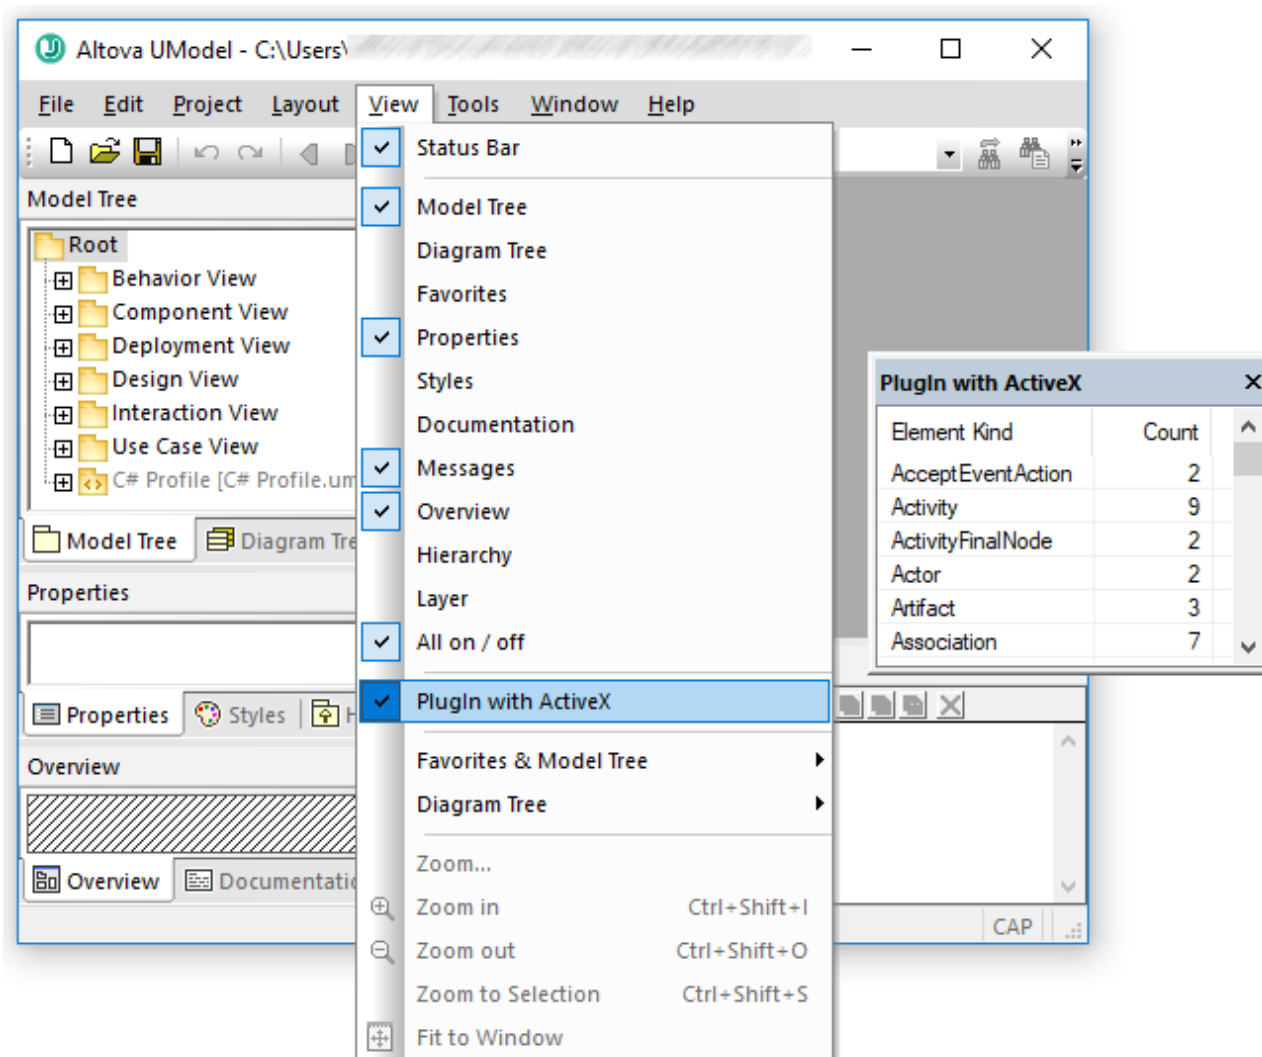 Altova UModel - C:\Users\
File Edit Project Layout View Tools Window Help
Model Tree
Root
Behavior View
Component View
Deployment View
Design View
Interaction View
Use Case View
C# Profile [C# Profile.um
Model Tree Diagram Tre
Properties
Properties Styles H
Overview
Overview Documentatio
Status Bar
Model Tree
Diagram Tree
Favorites
Properties
Styles
Documentation
Messages
Overview
Hierarchy
Layer
All on / off
PlugIn with ActiveX
Favorites & Model Tree
Diagram Tree
Zoom...
Zoom in Ctrl+Shift+I
Zoom out Ctrl+Shift+O
Zoom to Selection Ctrl+Shift+S
Fit to Window
PlugIn with ActiveX
Element Kind Count
AcceptEventAction 2
Activity 9
ActivityFinalNode 2
Actor 2
Artifact 3
Association 7
CAP